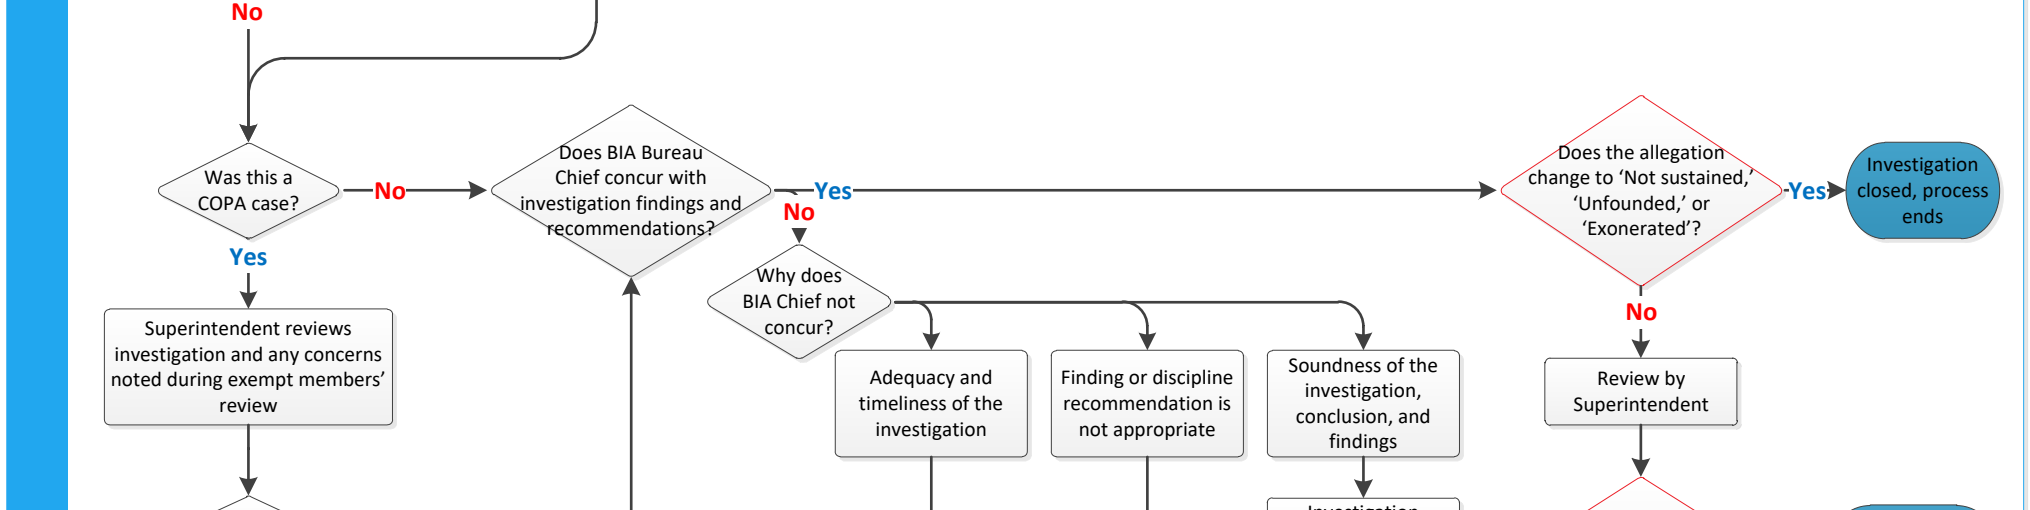 No
Was this a
COPA case?
No
Does BIA Bureau
Chief concur with
investigation findings and
recommendations?
Yes
No
Does the allegation
change to ‘Not sustained,’
‘Unfounded,’ or
‘Exonerated’?
Yes
Investigation
closed, process
ends
Yes
Why does
BIA Chief not
concur?
No
Superintendent reviews
investigation and any concerns
noted during exempt members’
review
Adequacy and
timeliness of the
investigation
Finding or discipline
recommendation is
not appropriate
Soundness of the
investigation,
conclusion, and
findings
Review by
Superintendent
Investigation